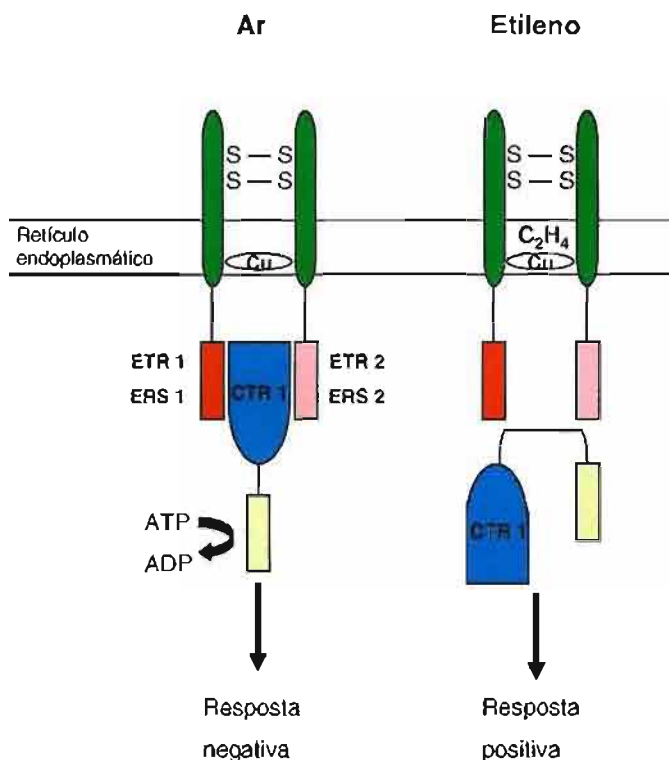 Ar
Etileno
S — S
S — S
S — S
S — S
Retículo
endoplasmático
Cu
C₂H₄
Cu
ETR 1
ERS 1
CTR 1
ETR 2
ERS 2
ATP
ADP
CTR 1
Resposta
negativa
Resposta
positiva